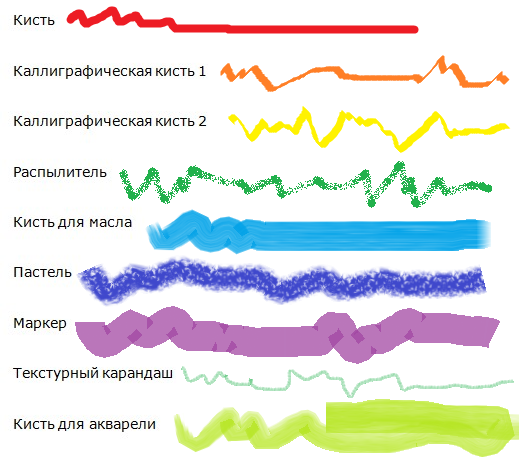 Кисть
Каллиграфическая кисть 1
Каллиграфическая кисть 2
Распылитель
Кисть для масла
Пастель
Маркер
Текстурный карандаш
Кисть для акварели